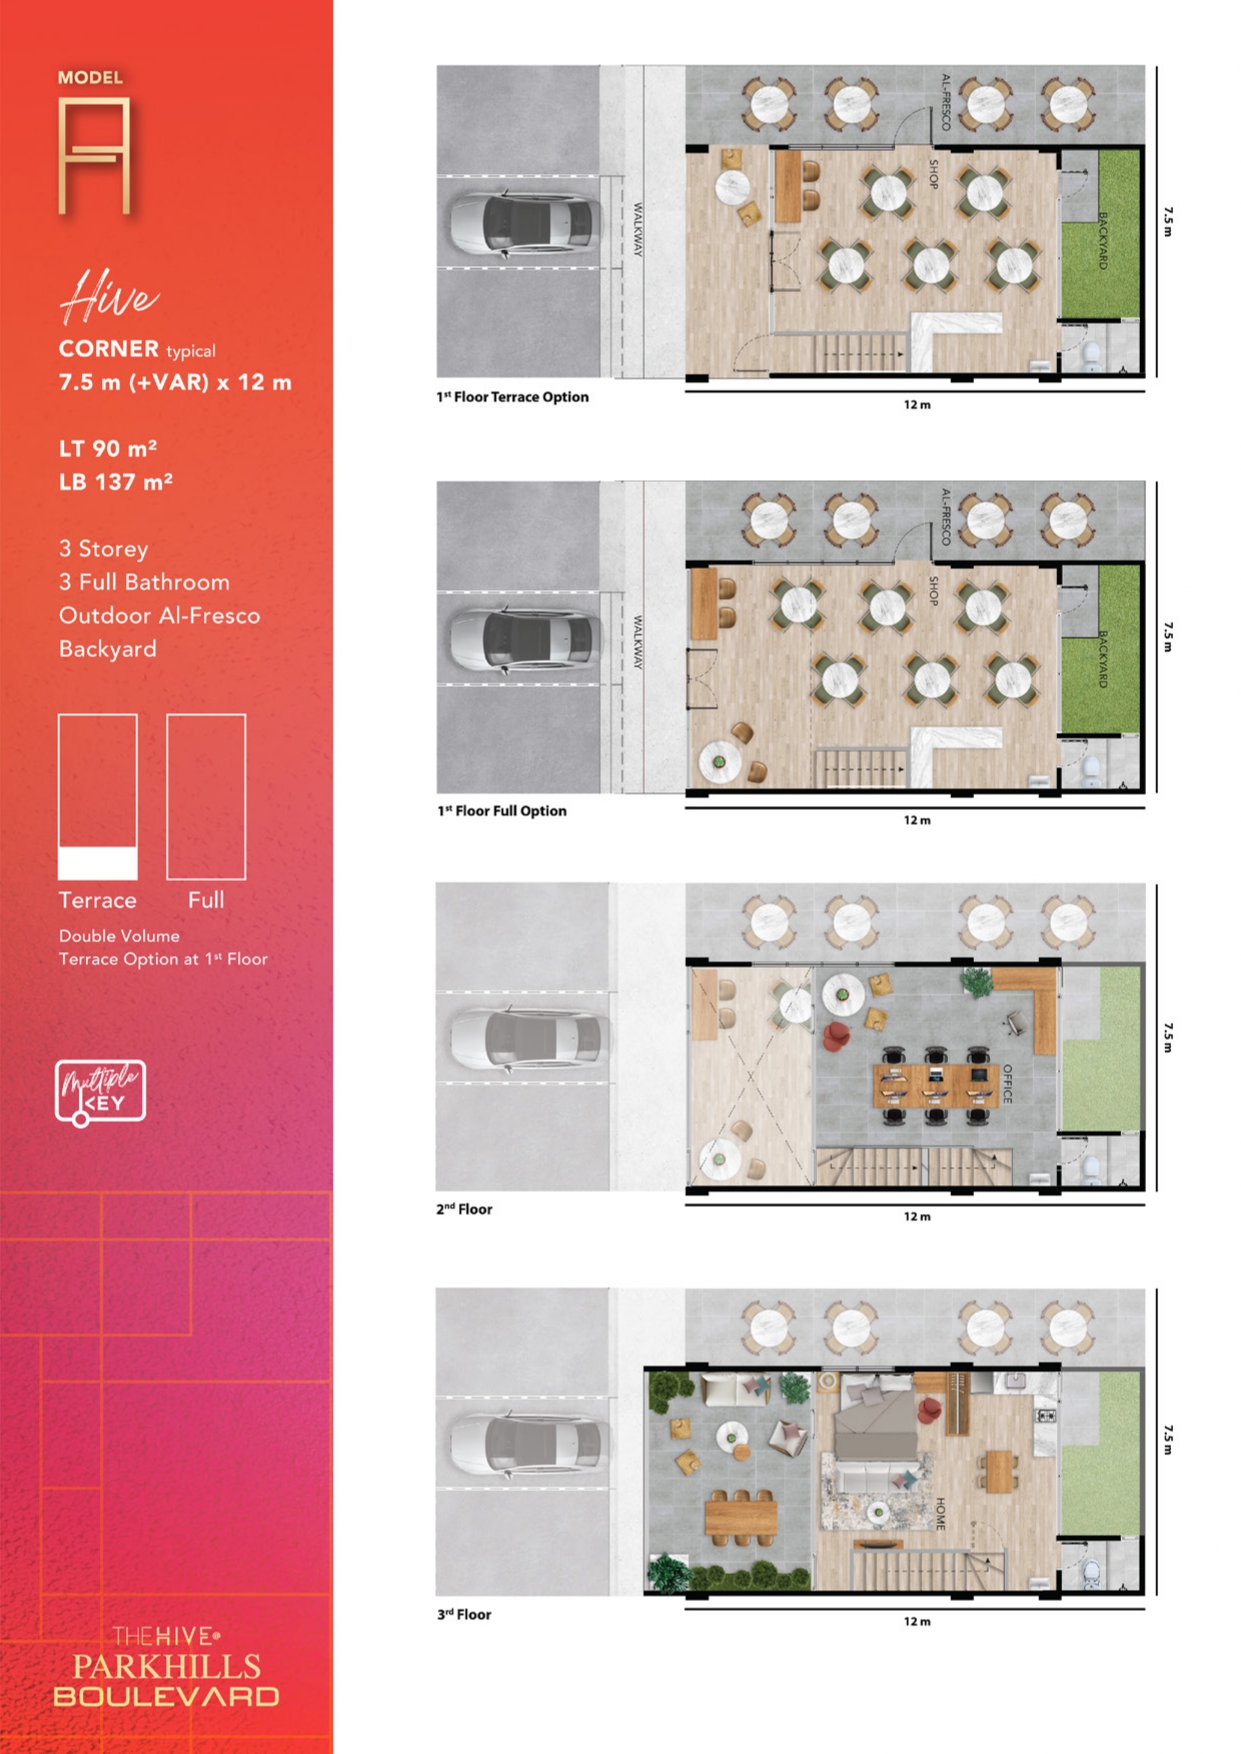 MODEL
A
Hive
CORNER typical
7.5 m (+VAR) x 12 m
LT 90 m²
LB 137 m²
3 Storey
3 Full Bathroom
Outdoor Al-Fresco
Backyard
Terrace
Full
Double Volume
Terrace Option at 1st Floor
Multiple
KEY
THE HIVE@
PARKHILLS
BOULEVARD
AL-FRESCO
SHOP
WALKWAY
BACKYARD
7.5 m
1st Floor Terrace Option
12 m
AL-FRESCO
SHOP
WALKWAY
BACKYARD
7.5 m
1st Floor Full Option
12 m
OFFICE
7.5 m
2nd Floor
12 m
HOME
7.5 m
3rd Floor
12 m